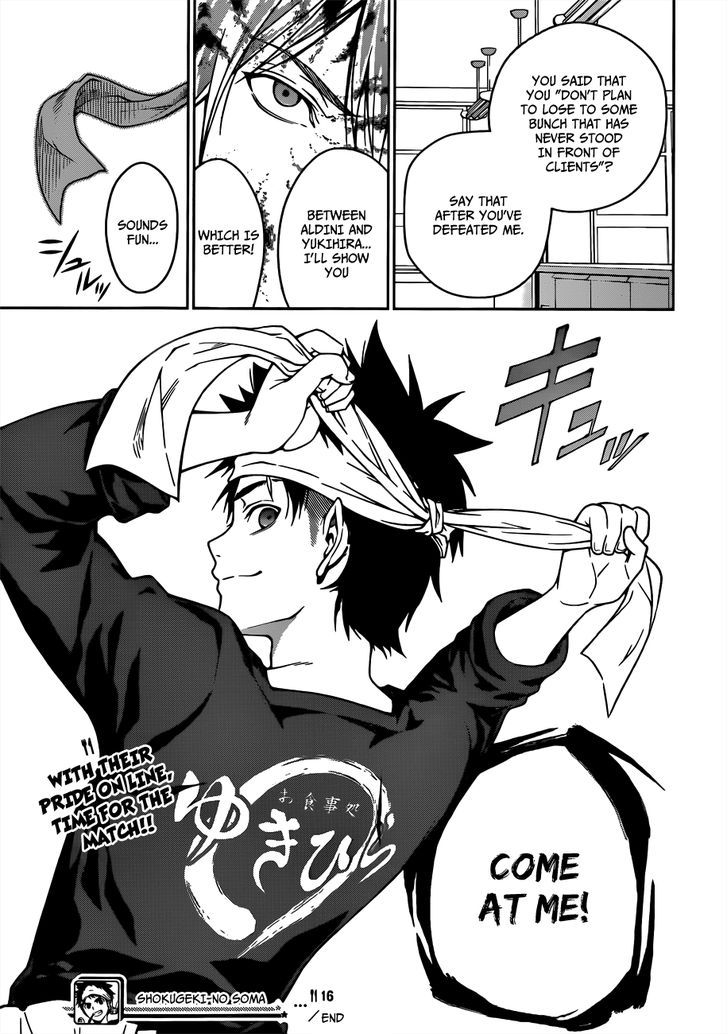 YOU SAID THAT
YOU "DON'T PLAN
TO LOSE TO SOME
BUNCH THAT HAS
NEVER STOOD
IN FRONT OF
CLIENTS"?
SAY THAT
AFTER YOU'VE
DEFEATED ME.
BETWEEN
ALDINI AND
YUKIHIRA...
I'LL SHOW
YOU
WHICH IS
BETTER!
SOUNDS
FUN...
キュッ
WITH THEIR
PRIDE ON LINE,
TIME FOR THE
MATCH!!
お食事処
ゆきひら
COME
AT ME!
SHOKUGEKI NO SOMA
... 16
/ END